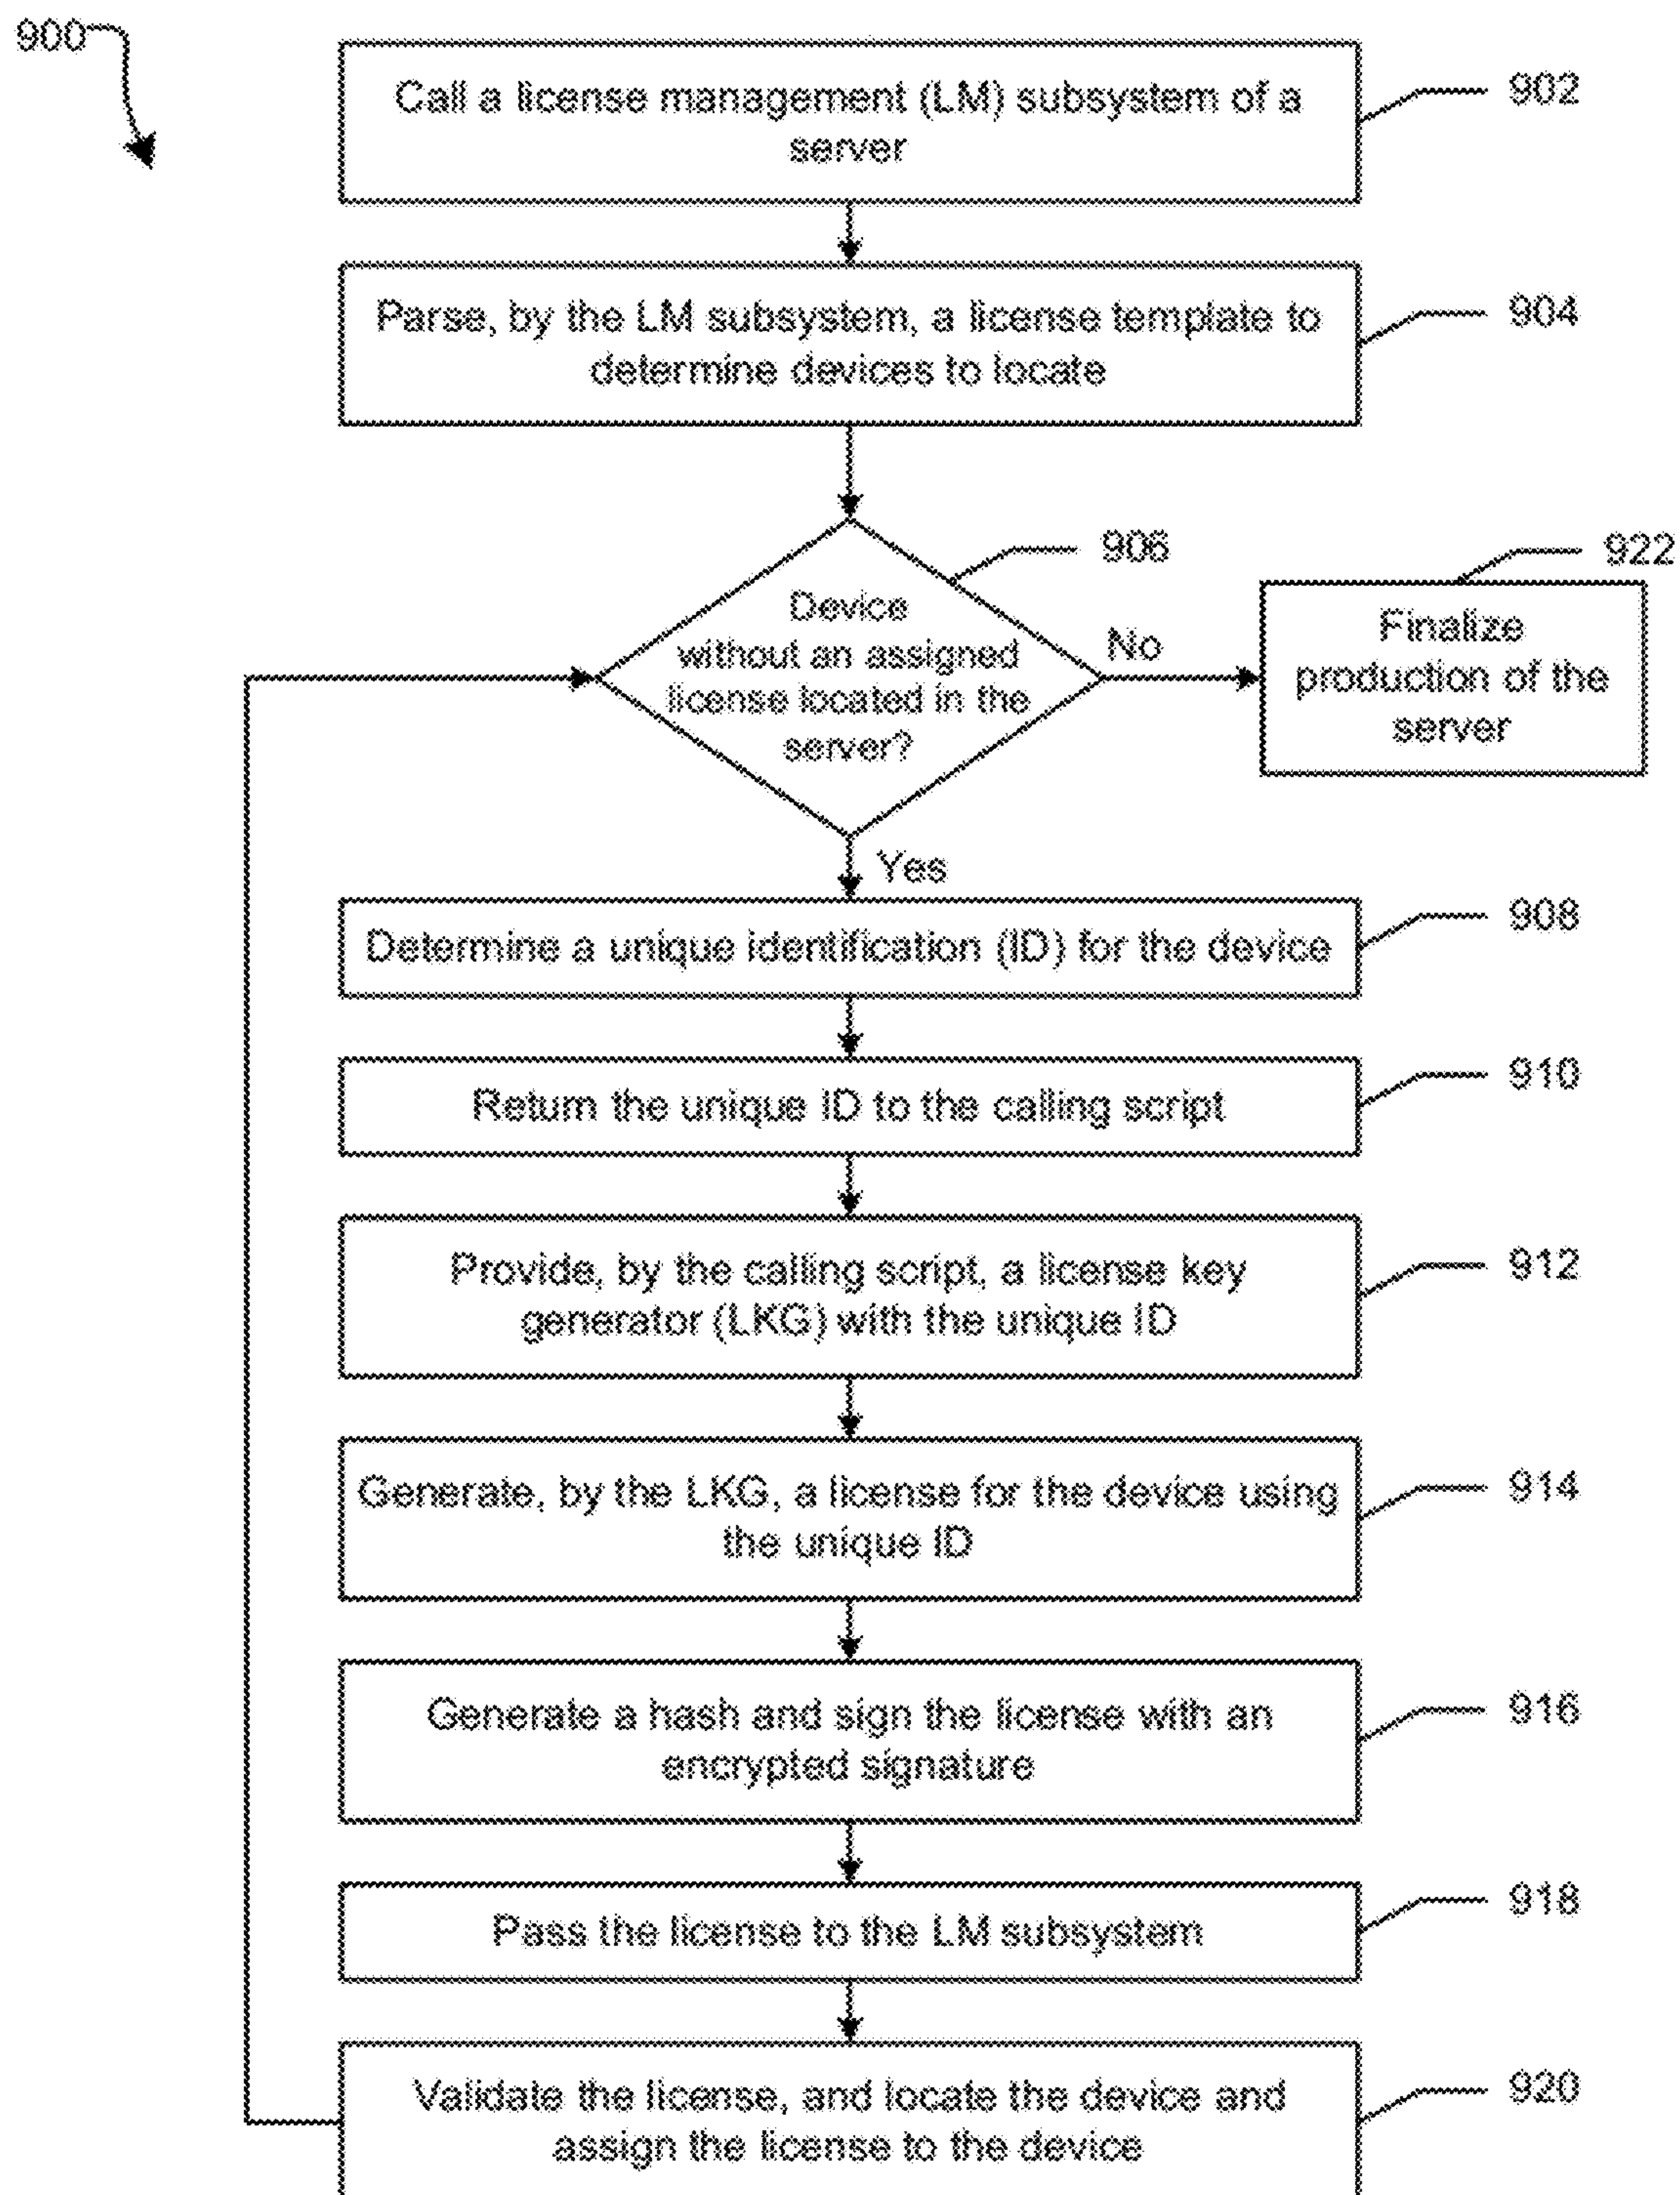 900
Call a license management (LM) subsystem of a
server
902
Parse, by the LM subsystem, a license template to
determine devices to locate
904
Device
without an assigned
license located in the
server?
906
No
Finalize
production of the
server
922
Yes
Determine a unique identification (ID) for the device
908
Return the unique ID to the calling script
910
Provide, by the calling script, a license key
generator (LKG) with the unique ID
912
Generate, by the LKG, a license for the device using
the unique ID
914
Generate a hash and sign the license with an
encrypted signature
916
Pass the license to the LM subsystem
918
Validate the license, and locate the device and
assign the license to the device
920